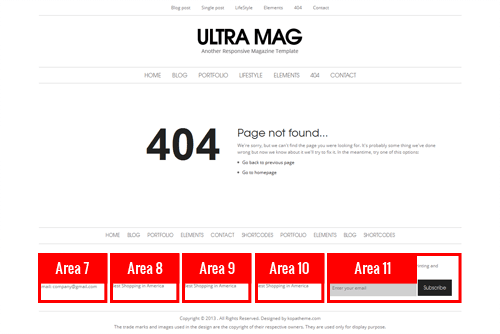 Blog post Single post LifeStyle Elements 404 Contact
ULTRA MAG
Another Responsive Magazine Template
HOME BLOG PORTFOLIO LIFESTYLE ELEMENTS 404 CONTACT
404
Page not found...
We're sorry, but we can't find the page you were looking for. It's probably some thing we've done
wrong but now we know about it we'll try to fix it. In the meantime, try one of this options:
Go back to previous page
Go to homepage
HOME BLOG PORTFOLIO ELEMENTS CONTACT SHORTCODES PORTFOLIO ELEMENTS BLOG SHORTCODES
Area 7 Area 8 Area 9 Area 10 Area 11
mail: company@gmail.com
Best Shopping in America
Best Shopping in America
Best Shopping in America
Enter your email
Subscribe
Copyright © 2013 . All Rights Reserved. Designed by kopatheme.com
The trade marks and images used in the design are the copyright of their respective owners. They are used only for display purpose.